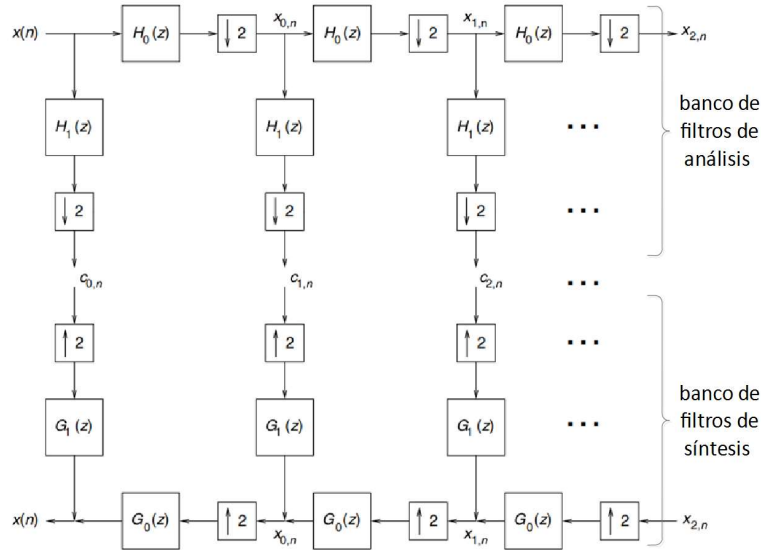 x(n) H₀(z) ↓ 2 x₀,ₙ H₀(z) ↓ 2 x₁,ₙ H₀(z) ↓ 2 x₂,ₙ
H₁(z) H₁(z) H₁(z) ...
banco de
filtros de
análisis
↓ 2 ↓ 2 ↓ 2 ...
c₀,ₙ c₁,ₙ c₂,ₙ ...
↑ 2 ↑ 2 ↑ 2 ...
G₁(z) G₁(z) G₁(z) ...
banco de
filtros de
síntesis
x(n) G₀(z) ↑ 2 x₀,ₙ G₀(z) ↑ 2 x₁,ₙ G₀(z) ↑ 2 x₂,ₙ